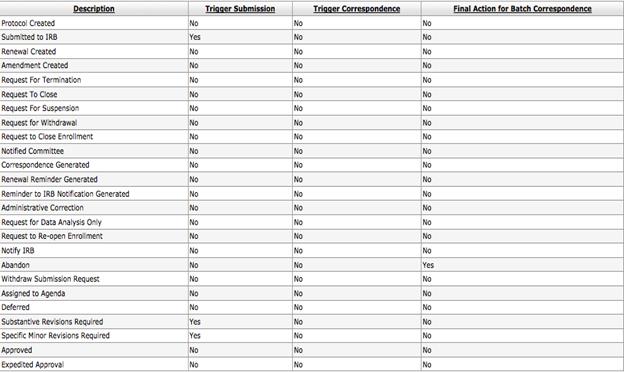 Description Trigger Submission Trigger Correspondence Final Action for Batch Correspondence
Protocol Created No No No
Submitted to IRB Yes No No
Renewal Created No No No
Amendment Created No No No
Request For Termination No No No
Request To Close No No No
Request For Suspension No No No
Request for Withdrawal No No No
Request to Close Enrollment No No No
Notified Committee No No No
Correspondence Generated No No No
Renewal Reminder Generated No No No
Reminder to IRB Notification Generated No No No
Administrative Correction No No No
Request for Data Analysis Only No No No
Request to Re-open Enrollment No No No
Notify IRB No No No
Abandon No No Yes
Withdraw Submission Request No No No
Assigned to Agenda No No No
Deferred No No No
Substantive Revisions Required Yes No No
Specific Minor Revisions Required Yes No No
Approved No No No
Expedited Approval No No No